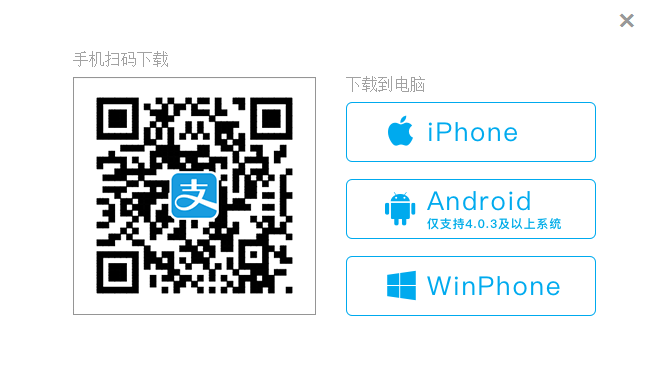 手机扫码下载
支
下载到电脑
iPhone
Android
仅支持4.0.3及以上系统
WinPhone